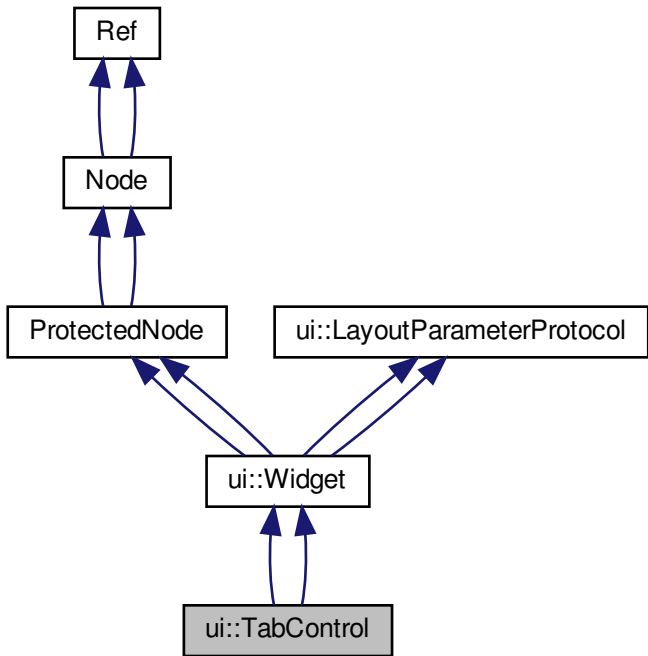 Ref
Node
ProtectedNode
ui::LayoutParameterProtocol
ui::Widget
ui::TabControl